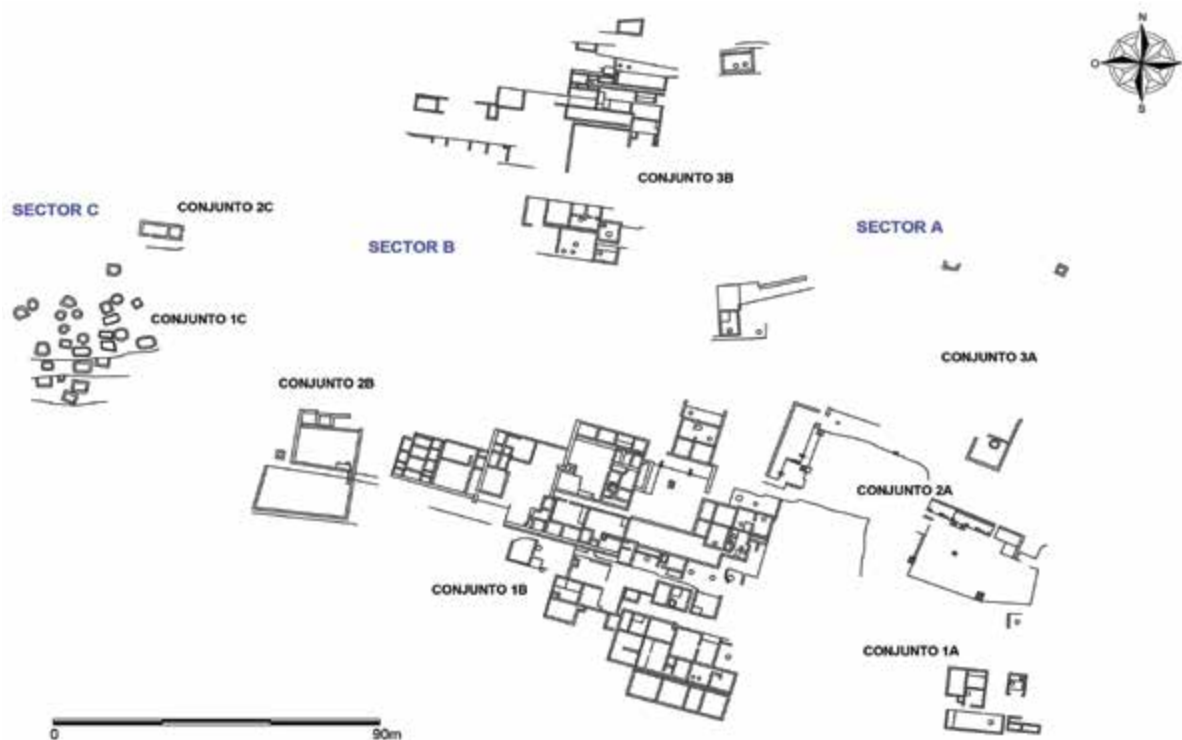 N
O
S
CONJUNTO 3B
SECTOR C
CONJUNTO 2C
SECTOR B
SECTOR A
CONJUNTO 1C
CONJUNTO 3A
CONJUNTO 2B
CONJUNTO 2A
CONJUNTO 1B
CONJUNTO 1A
0
90m